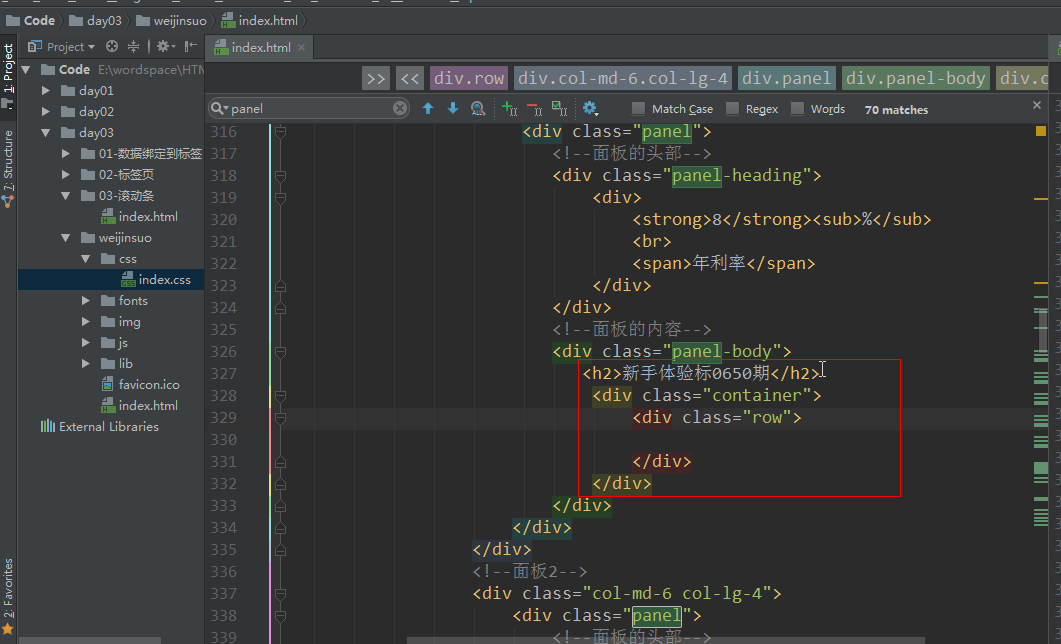 Code day03 weijinsuo index.html
Project index.html
>> << div.row div.col-md-6.col-lg-4 div.panel div.panel-body div.c
panel Match Case Regex Words 70 matches
1: Project
7: Structure
2: Favorites
Code E:\wordspace\HTM
day01
day02
day03
01-数据绑定到标签
02-标签页
03-滚动条
index.html
weijinsuo
css
index.css
fonts
img
js
lib
favicon.ico
index.html
External Libraries
316 <div class="panel">
317 <!--面板的头部-->
318 <div class="panel-heading">
319 <div>
320 <strong>8</strong><sub>%</sub>
321 <br>
322 <span>年利率</span>
323 </div>
324 </div>
325 <!--面板的内容-->
326 <div class="panel-body">
327 <h2>新手体验标0650期</h2>
328 <div class="container">
329 <div class="row">
330
331 </div>
332 </div>
333 </div>
334 </div>
335 </div>
336 <!--面板2-->
337 <div class="col-md-6 col-lg-4">
338 <div class="panel">
339 <!--面板的头部-->